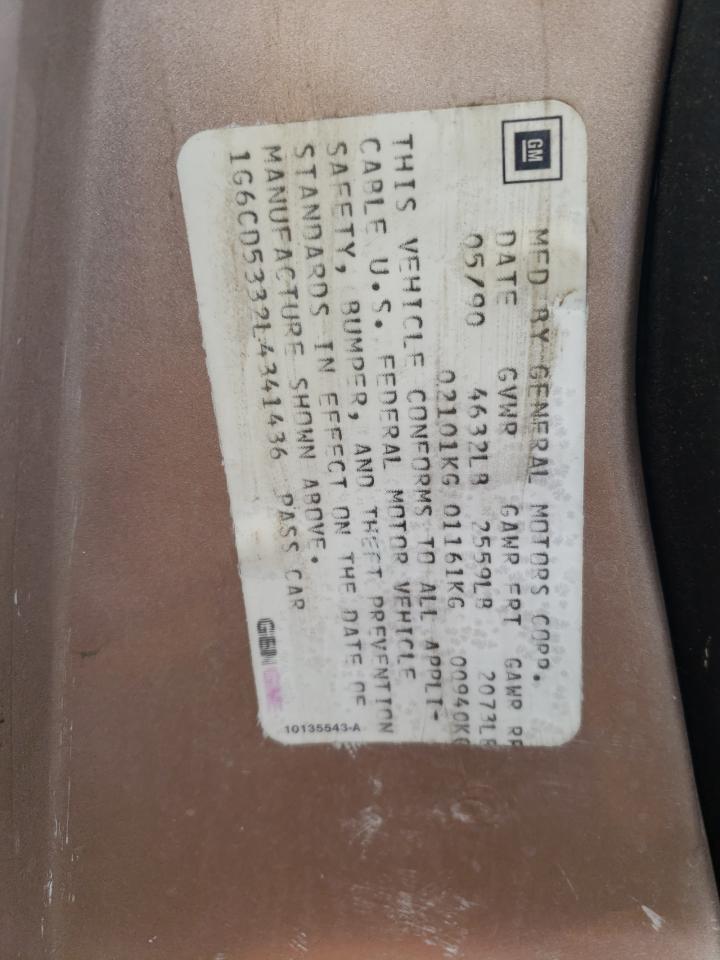 GM
MFD BY GENERAL MOTORS CORP.
DATE GVWR GAWR FRT GAWR RR
05/90 4632LB 2559LB 2073LB
02101KG 01161KG 00940KG
THIS VEHICLE CONFORMS TO ALL APPLI-
CABLE U.S. FEDERAL MOTOR VEHICLE
SAFETY, BUMPER, AND THEFT PREVENTION
STANDARDS IN EFFECT ON THE DATE OF
MANUFACTURE SHOWN ABOVE.
1G6CD5332L4341436 PASS CAR
10135543-A